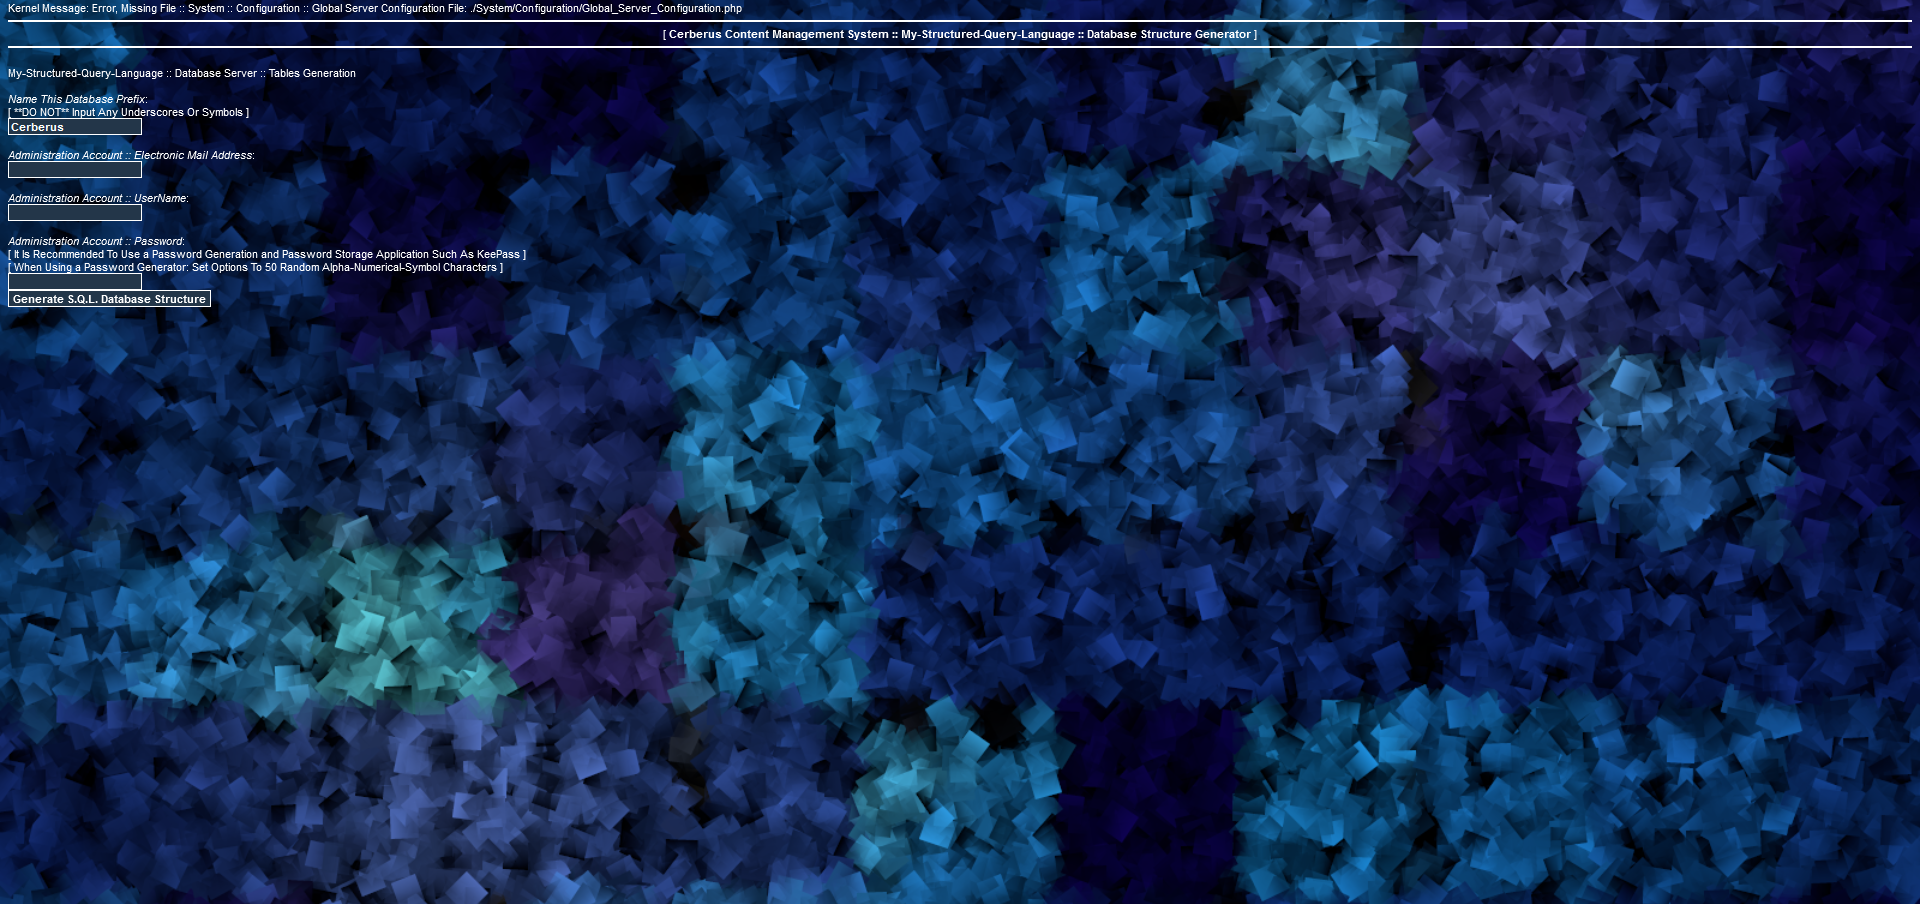 Kernel Message: Error, Missing File :: System :: Configuration :: Global Server Configuration File: ./System/Configuration/Global_Server_Configuration.php
[ Cerberus Content Management System :: My-Structured-Query-Language :: Database Structure Generator ]
My-Structured-Query-Language :: Database Server :: Tables Generation
Name This Database Prefix:
[ **DO NOT** Input Any Underscores Or Symbols ]
Cerberus
Administration Account :: Electronic Mail Address:
Administration Account :: UserName:
Administration Account :: Password:
[ It Is Recommended To Use a Password Generation and Password Storage Application Such As KeePass ]
[ When Using a Password Generator: Set Options To 50 Random Alpha-Numerical-Symbol Characters ]
Generate S.Q.L. Database Structure